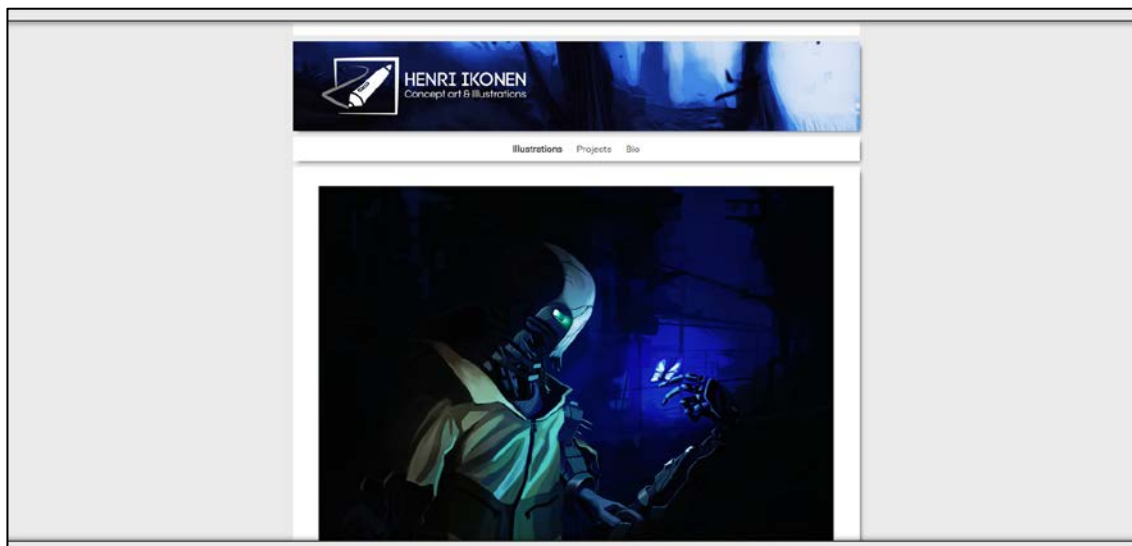 HENRI IKONEN
Concept art & Illustrations
Illustrations Projects Bio